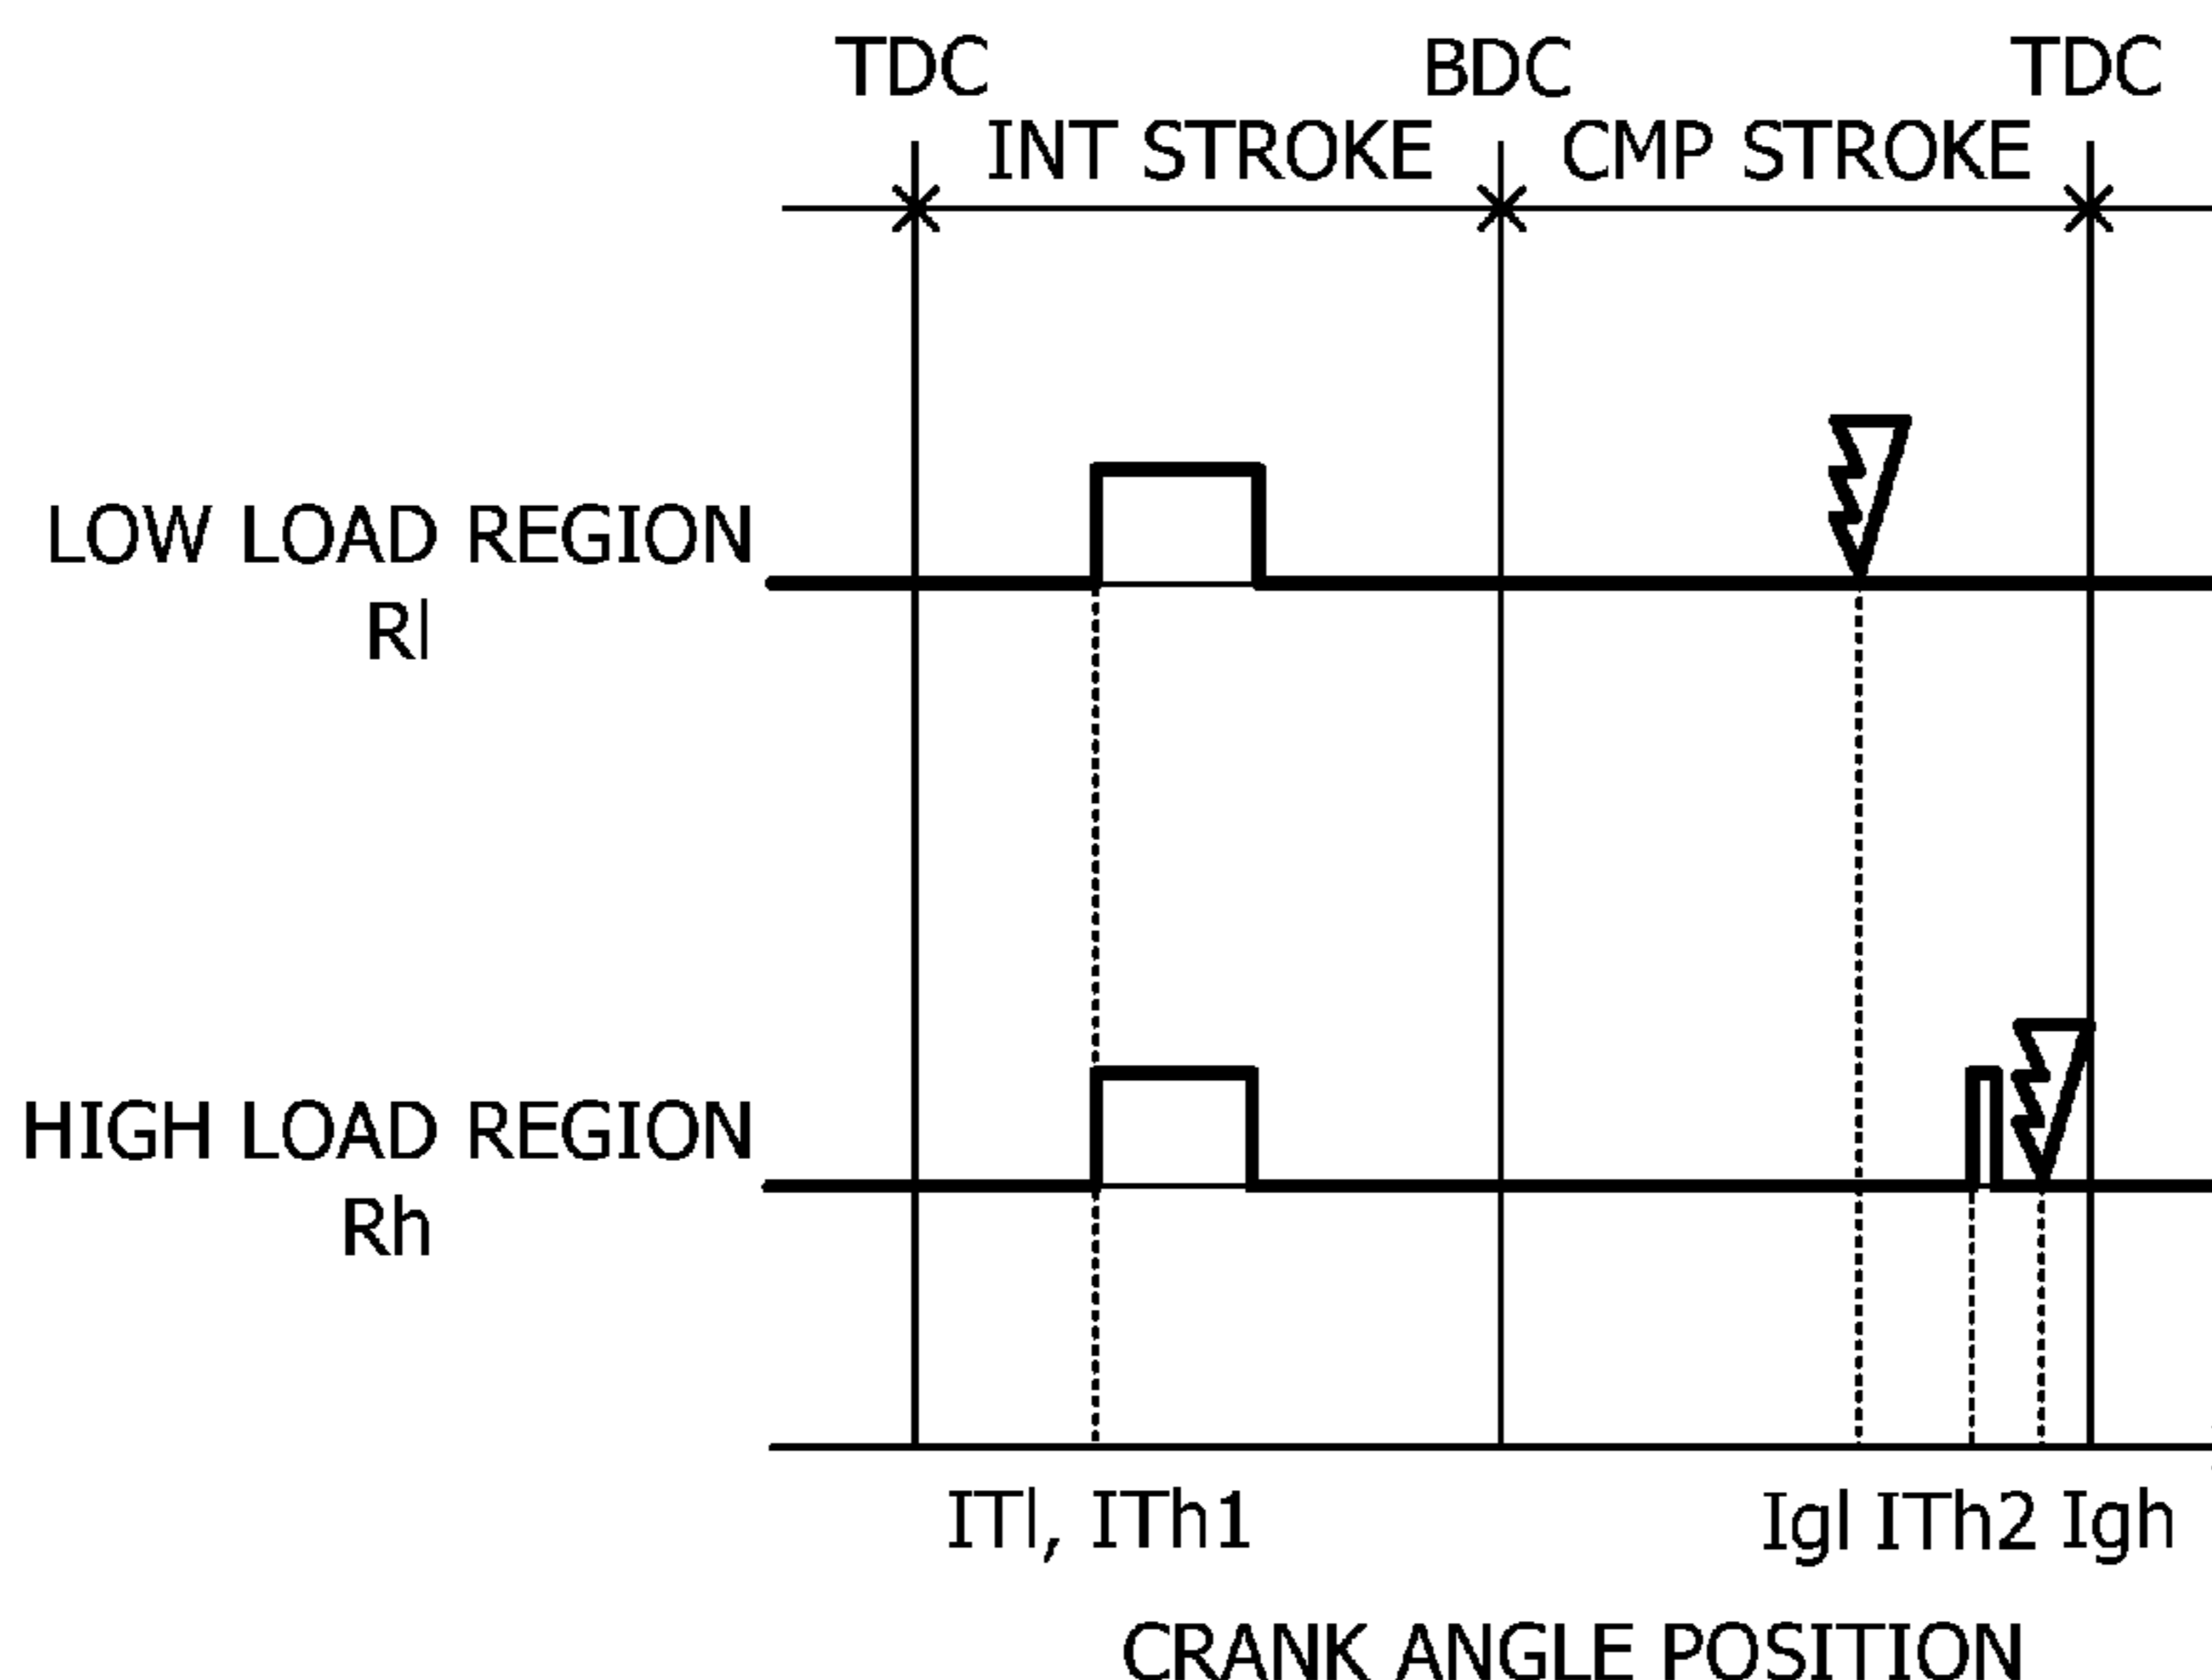 TDC BDC TDC
INT STROKE CMP STROKE
LOW LOAD REGION
Rl
HIGH LOAD REGION
Rh
ITl, ITh1 Igl ITh2 Igh
CRANK ANGLE POSITION